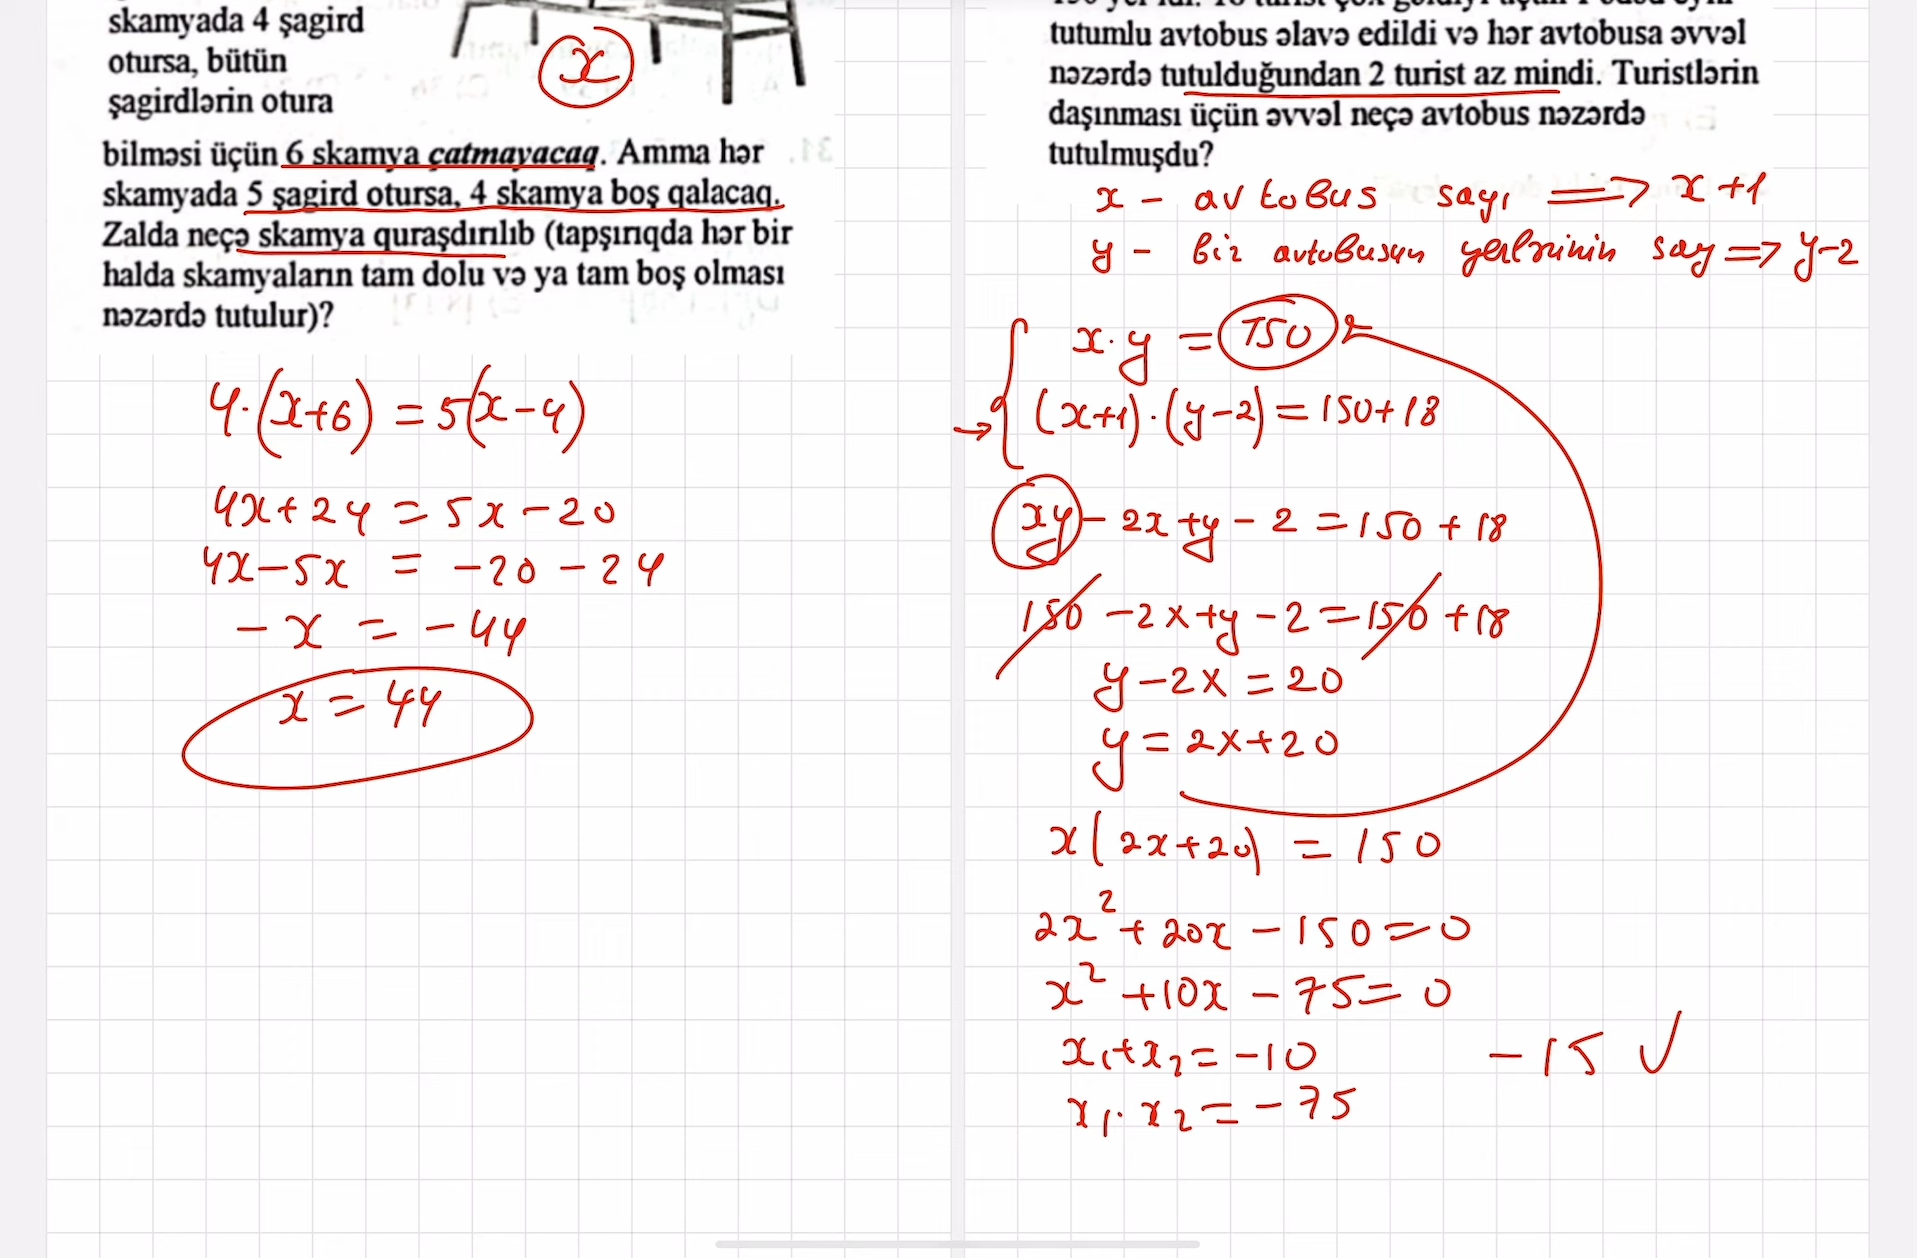 skamyada 4 şagird
otursa, bütün
şagirdlərin otura
x
bilməsi üçün 6 skamya çatmayacaq. Amma hər
skamyada 5 şagird otursa, 4 skamya boş qalacaq.
Zalda neçə skamya quraşdırılıb (tapşırıqda hər bir
halda skamyaların tam dolu və ya tam boş olması
nəzərdə tutulur)?
4·(x+6) = 5(x-4)
4x+24 = 5x-20
4x-5x = -20-24
-x = -44
x = 44
tutumlu avtobus əlavə edildi və hər avtobusa əvvəl
nəzərdə tutulduğundan 2 turist az mindi. Turistlərin
daşınması üçün əvvəl neçə avtobus nəzərdə
tutulmuşdu?
x - avtobus sayı => x+1
y - bir avtobusun yerlərinin say => y-2
x·y = 150
(x+1)·(y-2) = 150+18
xy - 2x + y - 2 = 150 + 18
150 - 2x + y - 2 = 150 + 18
y - 2x = 20
y = 2x+20
x(2x+20) = 150
2x² + 20x - 150 = 0
x² + 10x - 75 = 0
x₁+x₂ = -10 -15 √
x₁·x₂ = -75